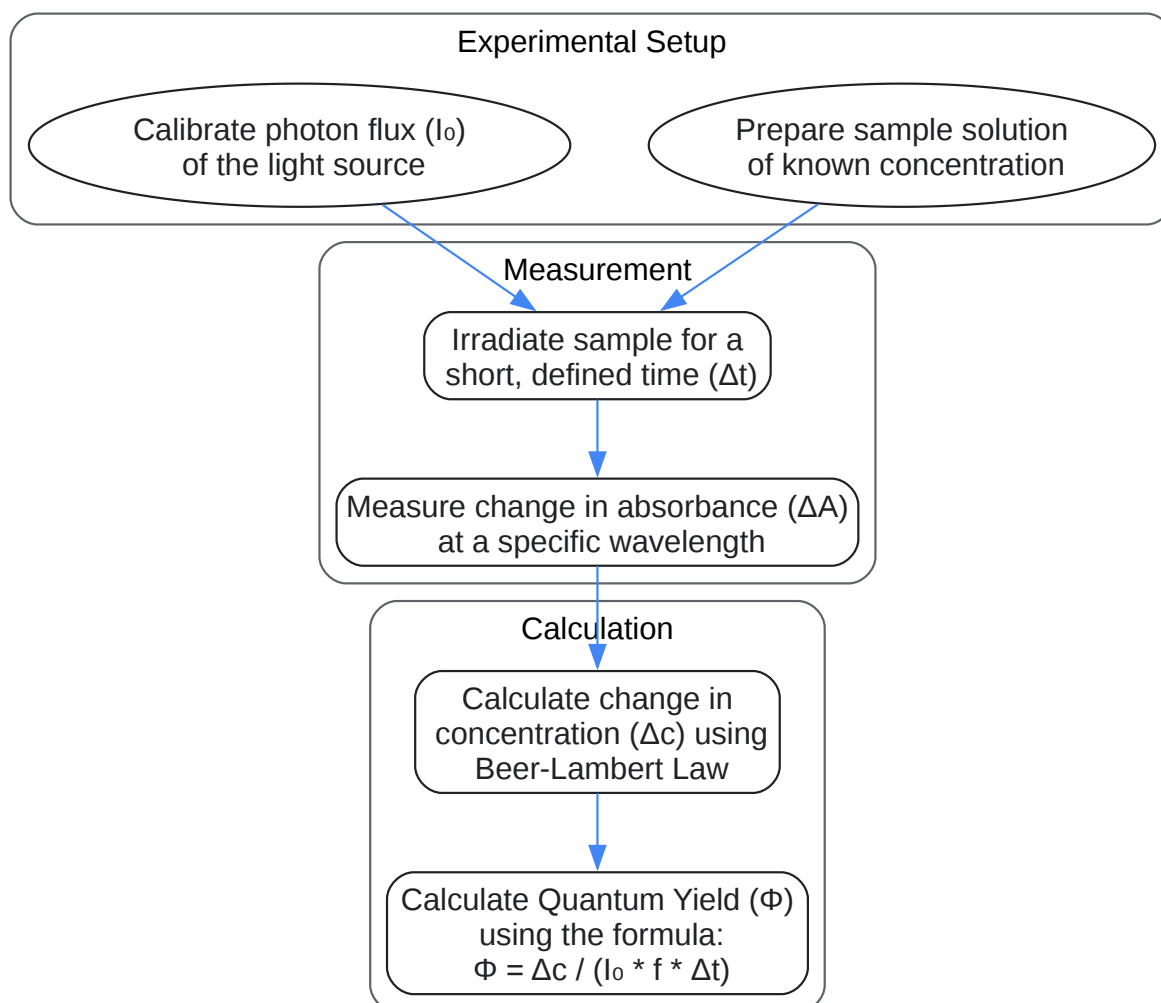 Experimental Setup
Calibrate photon flux (I₀)
of the light source
Prepare sample solution
of known concentration
Measurement
Irradiate sample for a
short, defined time (Δt)
Measure change in absorbance (ΔA)
at a specific wavelength
Calculation
Calculate change in
concentration (Δc) using
Beer-Lambert Law
Calculate Quantum Yield (Φ)
using the formula:
Φ = Δc / (I₀ * f * Δt)